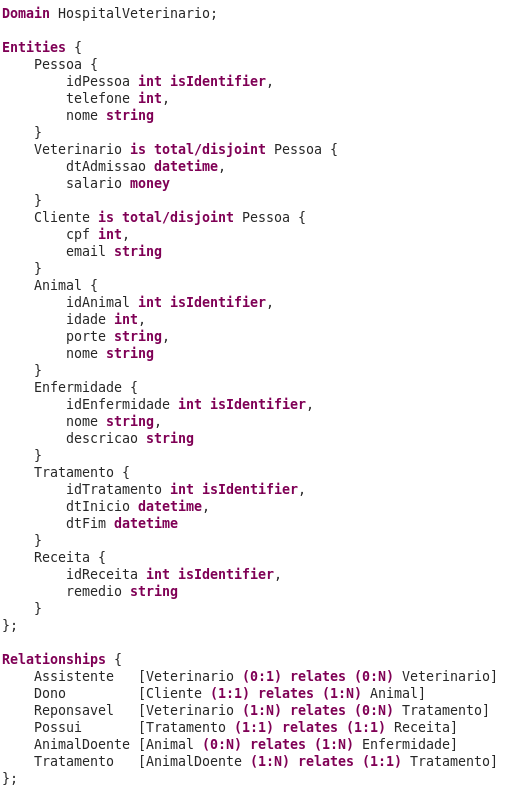 Domain HospitalVeterinario;

Entities {
    Pessoa {
        idPessoa int isIdentifier,
        telefone int,
        nome string
    }
    Veterinario is total/disjoint Pessoa {
        dtAdmissao datetime,
        salario money
    }
    Cliente is total/disjoint Pessoa {
        cpf int,
        email string
    }
    Animal {
        idAnimal int isIdentifier,
        idade int,
        porte string,
        nome string
    }
    Enfermidade {
        idEnfermidade int isIdentifier,
        nome string,
        descricao string
    }
    Tratamento {
        idTratamento int isIdentifier,
        dtInicio datetime,
        dtFim datetime
    }
    Receita {
        idReceita int isIdentifier,
        remedio string
    }
};

Relationships {
    Assistente   [Veterinario (0:1) relates (0:N) Veterinario]
    Dono         [Cliente (1:1) relates (1:N) Animal]
    Reponsavel   [Veterinario (1:N) relates (0:N) Tratamento]
    Possui       [Tratamento (1:1) relates (1:1) Receita]
    AnimalDoente [Animal (0:N) relates (1:N) Enfermidade]
    Tratamento   [AnimalDoente (1:N) relates (1:1) Tratamento]
};